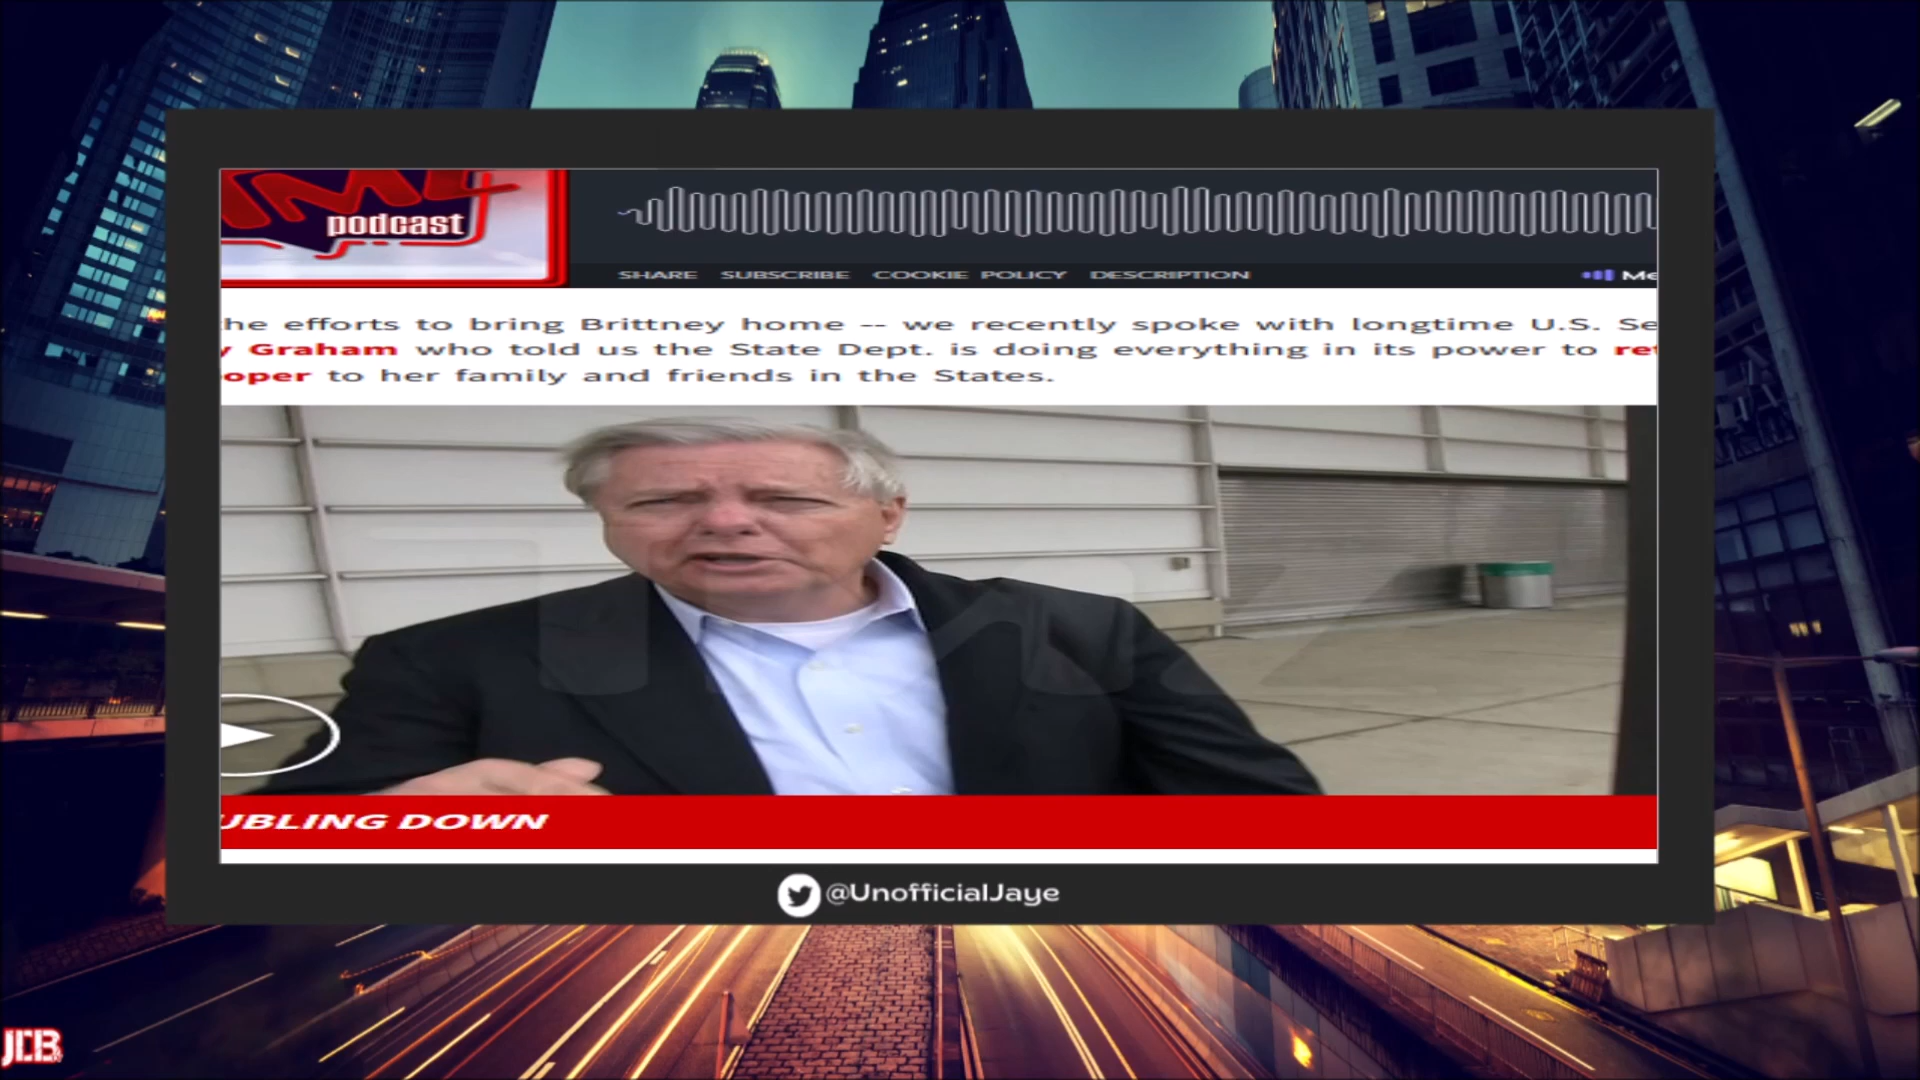 podcast
SHARE SUBSCRIBE COOKIE POLICY DESCRIPTION
he efforts to bring Brittney home -- we recently spoke with longtime U.S. Se
y Graham who told us the State Dept. is doing everything in its power to ret
oper to her family and friends in the States.
UBLING DOWN
@UnofficialJaye
JCB